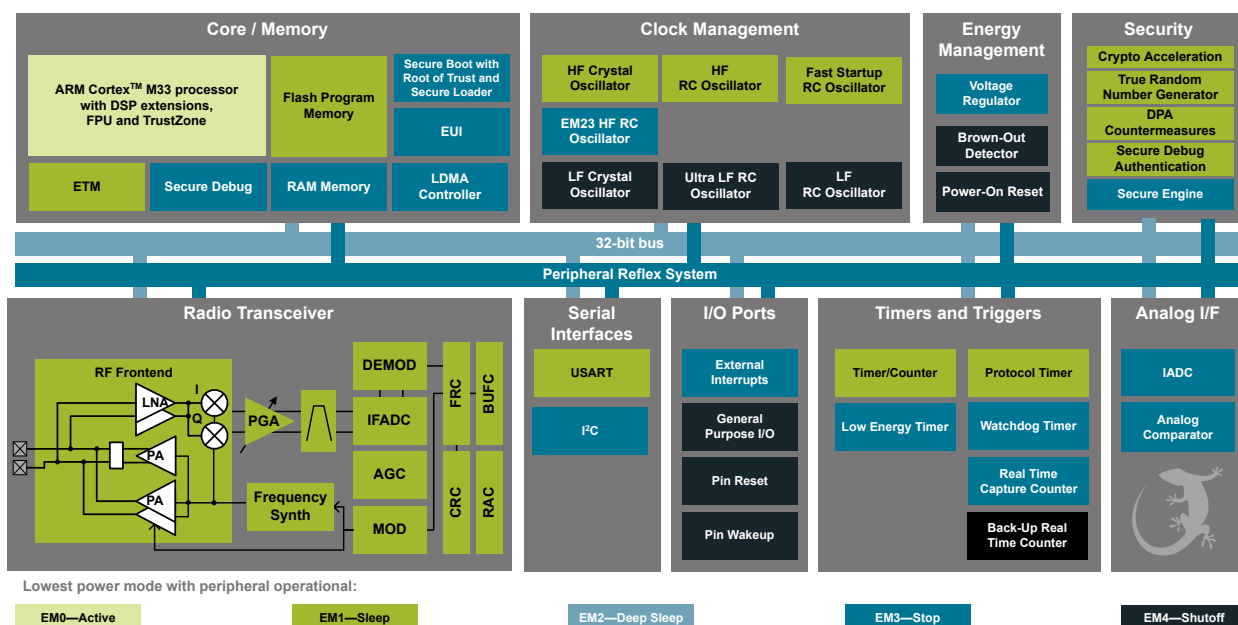 Core / Memory
ARM Cortex™ M33 processor
with DSP extensions,
FPU and TrustZone
Flash Program
Memory
Secure Boot with
Root of Trust and
Secure Loader
EUI
ETM
Secure Debug
RAM Memory
LDMA
Controller
Clock Management
HF Crystal
Oscillator
HF
RC Oscillator
Fast Startup
RC Oscillator
EM23 HF RC
Oscillator
LF Crystal
Oscillator
Ultra LF RC
Oscillator
LF
RC Oscillator
Energy
Management
Voltage
Regulator
Brown-Out
Detector
Power-On Reset
Security
Crypto Acceleration
True Random
Number Generator
DPA
Countermeasures
Secure Debug
Authentication
Secure Engine
32-bit bus
Peripheral Reflex System
Radio Transceiver
RF Frontend
LNA
I
Q
PA
PA
PGA
Frequency
Synth
DEMOD
IFADC
AGC
MOD
FRC
BUFC
CRC
RAC
Serial
Interfaces
USART
I²C
I/O Ports
External
Interrupts
General
Purpose I/O
Pin Reset
Pin Wakeup
Timers and Triggers
Timer/Counter
Protocol Timer
Low Energy Timer
Watchdog Timer
Real Time
Capture Counter
Back-Up Real
Time Counter
Analog I/F
IADC
Analog
Comparator
Lowest power mode with peripheral operational:
EM0—Active
EM1—Sleep
EM2—Deep Sleep
EM3—Stop
EM4—Shutoff